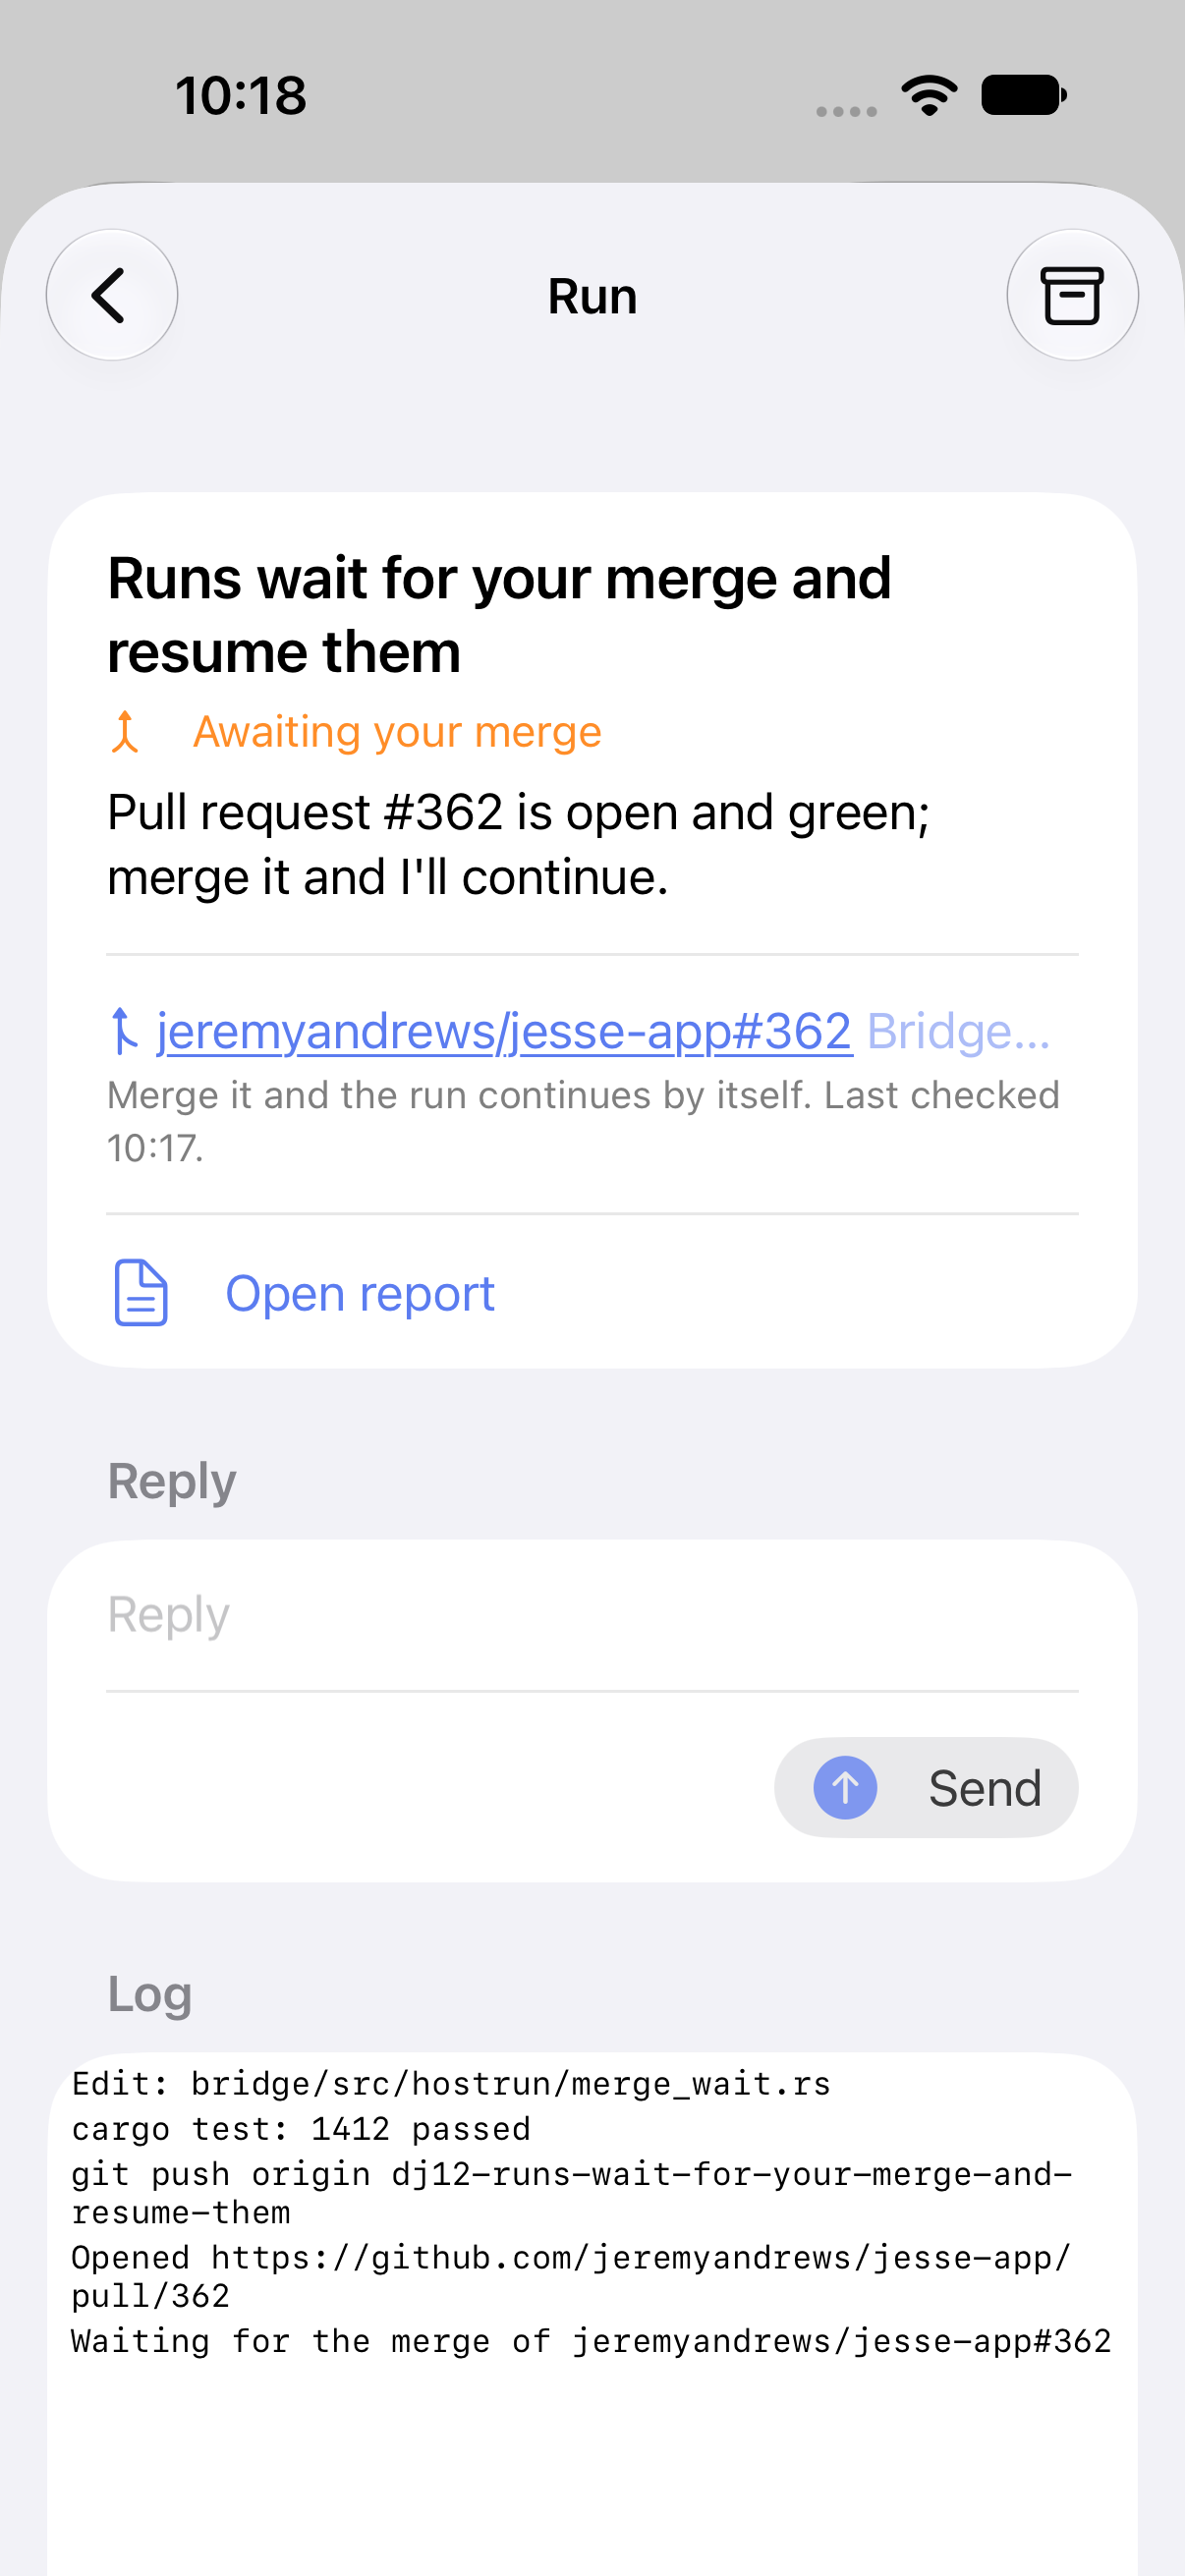 10:18
Run
Runs wait for your merge and
resume them
Awaiting your merge
Pull request #362 is open and green;
merge it and I'll continue.
jeremyandrews/jesse-app#362 Bridge...
Merge it and the run continues by itself. Last checked
10:17.
Open report
Reply
Reply
Send
Log
Edit: bridge/src/hostrun/merge_wait.rs
cargo test: 1412 passed
git push origin dj12-runs-wait-for-your-merge-and-
resume-them
Opened https://github.com/jeremyandrews/jesse-app/
pull/362
Waiting for the merge of jeremyandrews/jesse-app#362